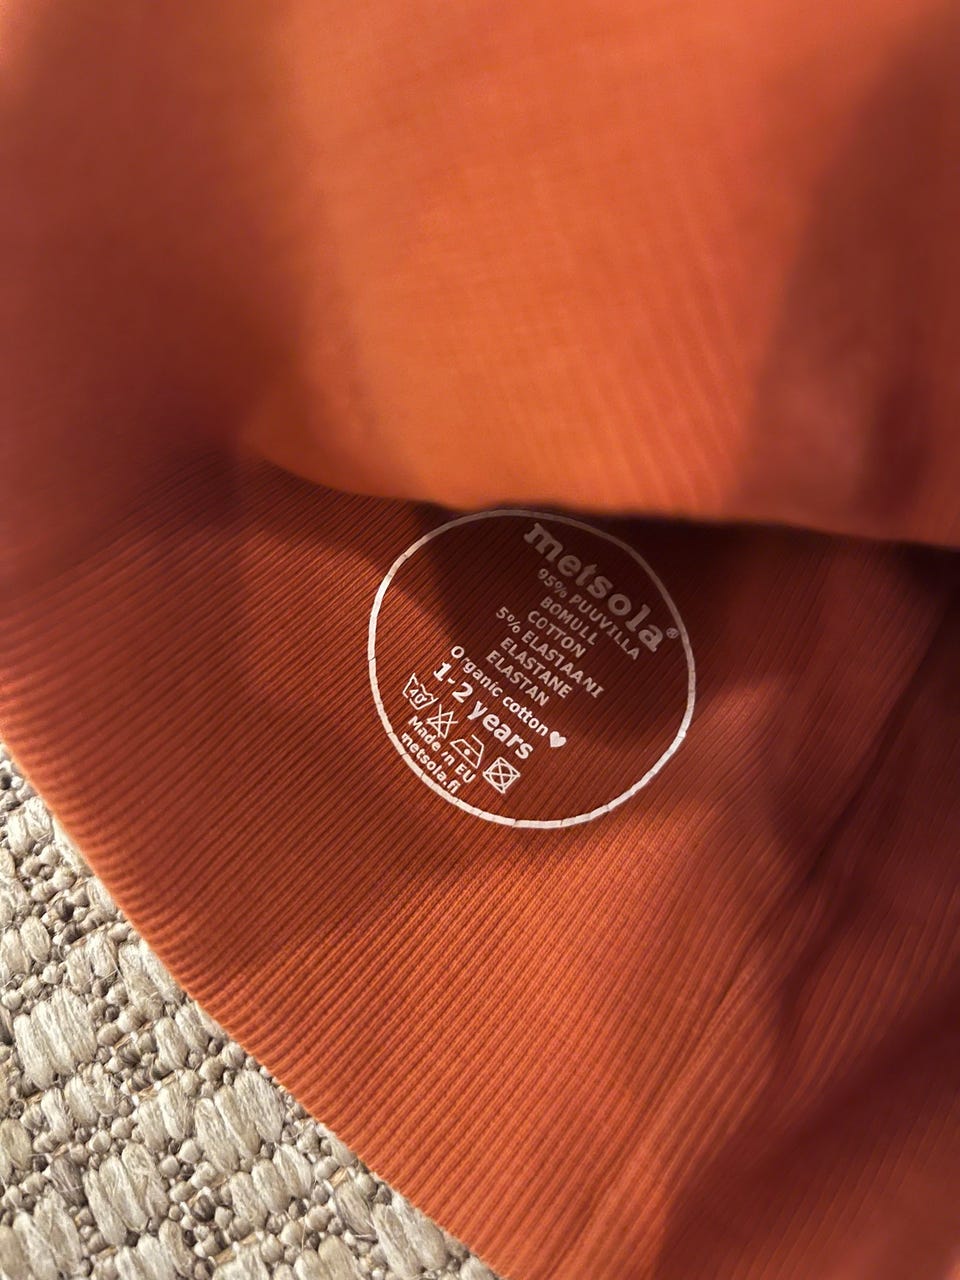 metsola®
95% PUUVILLA
BOMULL
COTTON
5% ELASTAANI
ELASTANE
ELASTAN
Organic cotton♥
1-2 years
40
Made in EU
metsola.fi